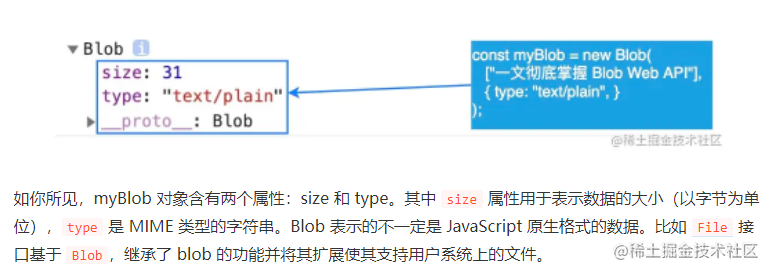 Blob i
size: 31
type: "text/plain"
__proto__: Blob
const myBlob = new Blob(
["一文彻底掌握 Blob Web API"],
{ type: "text/plain", }
);
@稀土掘金技术社区
如你所见，myBlob 对象含有两个属性：size 和 type。其中 size 属性用于表示数据的大小（以字节为单
位），type 是 MIME 类型的字符串。Blob 表示的不一定是 JavaScript 原生格式的数据。比如 File 接
口基于 Blob，继承了 blob 的功能并将其扩展使其支持用户系统上的文件。
@稀土掘金技术社区